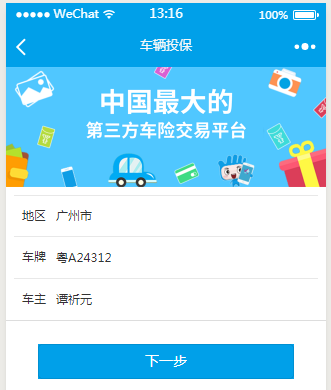 WeChat 13:16 100%
车辆投保
中国最大的
第三方车险交易平台
地区 广州市
车牌 粤A24312
车主 谭祈元
下一步